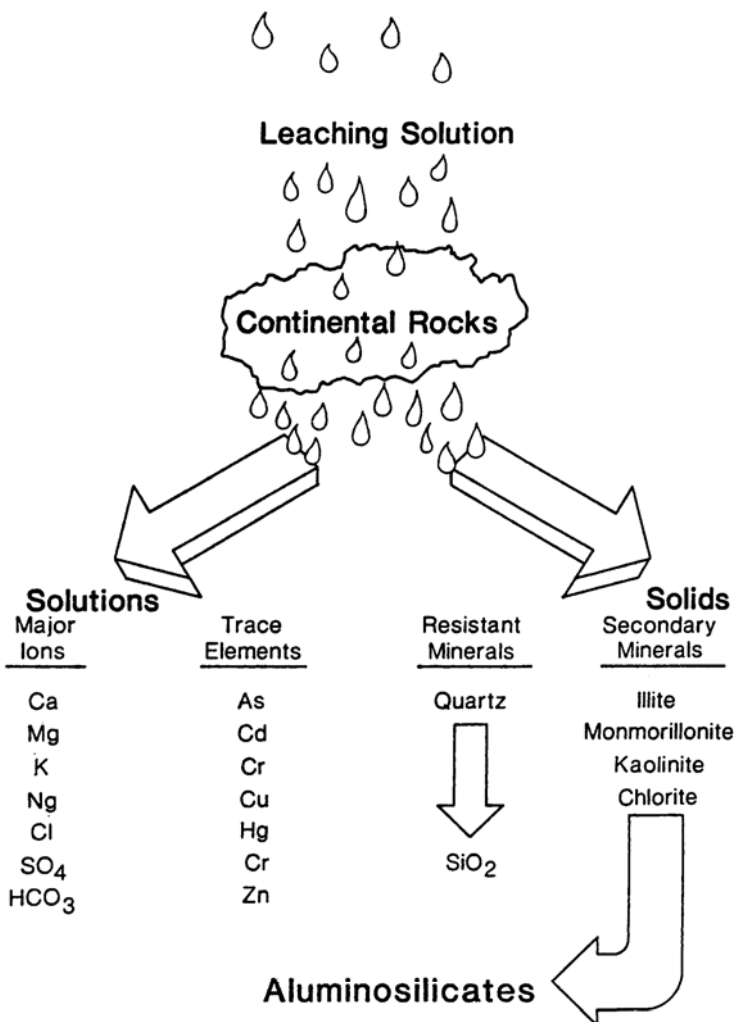 Leaching Solution
Continental Rocks
Solutions
Solids
Major
Ions
Ca
Mg
K
Ng
Cl
SO4
HCO3
Trace
Elements
As
Cd
Cr
Cu
Hg
Cr
Zn
Resistant
Minerals
Quartz
SiO2
Secondary
Minerals
Illite
Monmorillonite
Kaolinite
Chlorite
Aluminosilicates